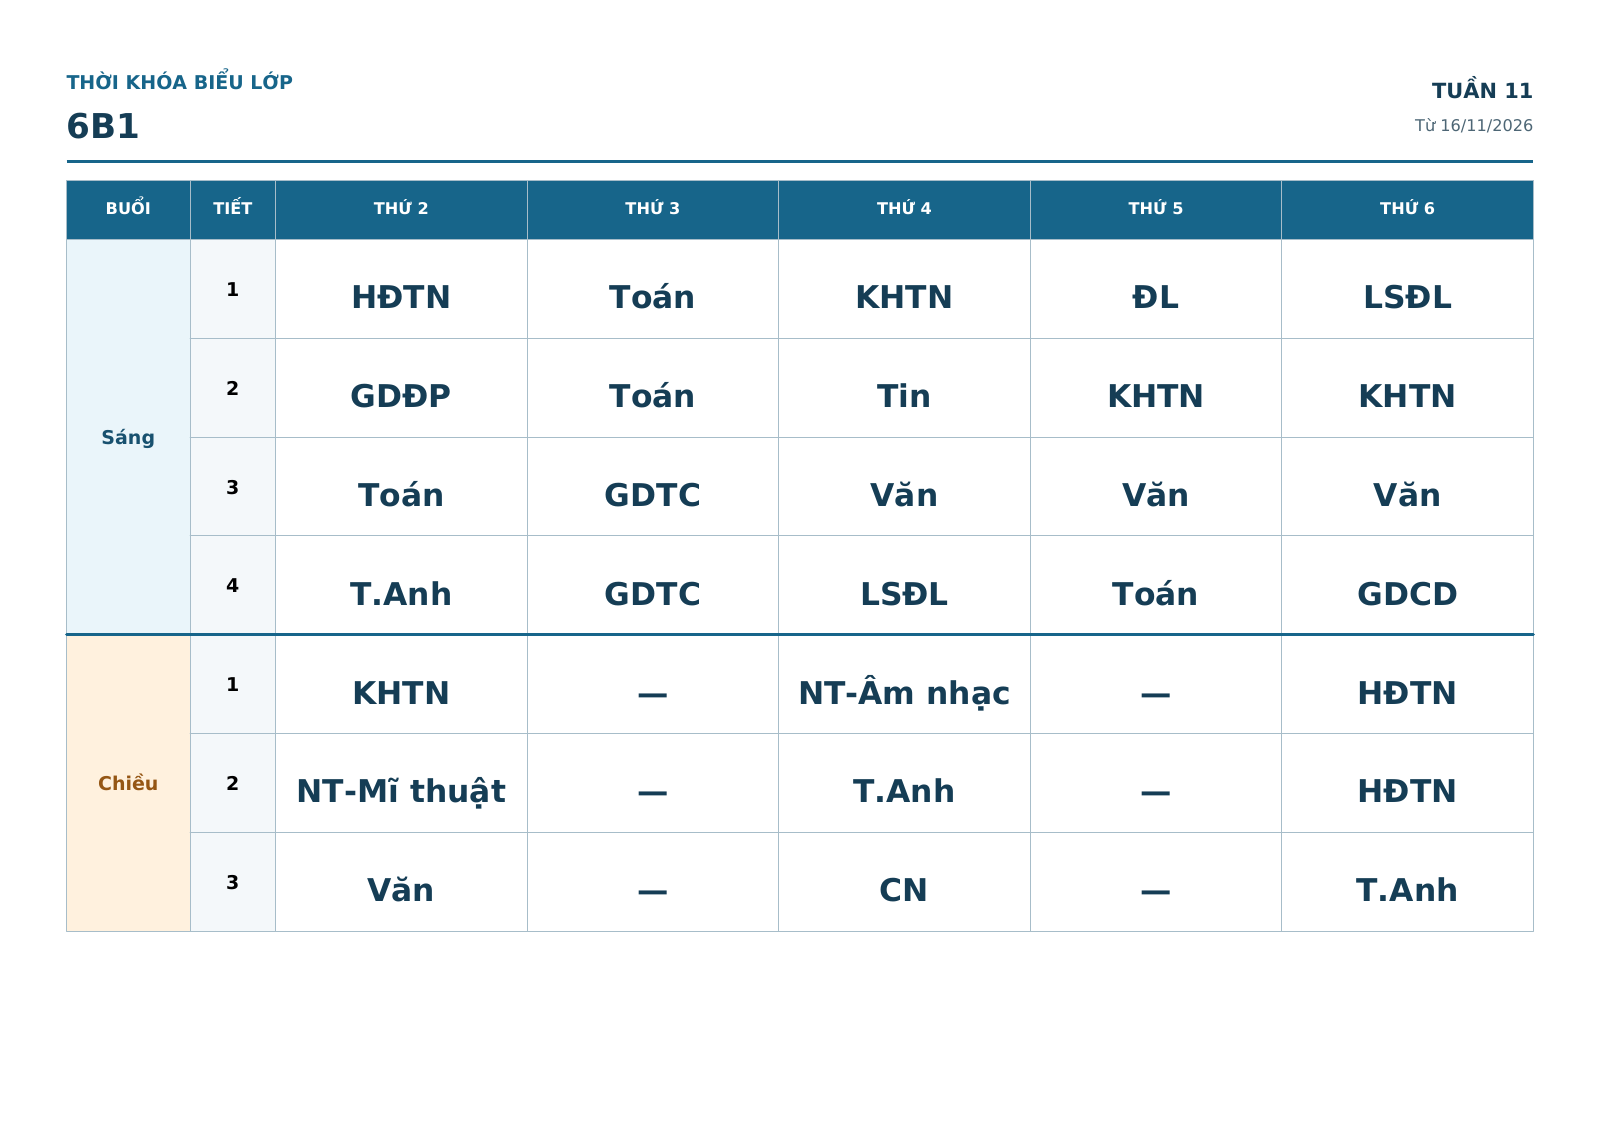 THỜI KHÓA BIỂU LỚP
6B1
TUẦN 11
Từ 16/11/2026
BUỔI TIẾT THỨ 2 THỨ 3 THỨ 4 THỨ 5 THỨ 6
Sáng
1 HĐTN Toán KHTN ĐL LSĐL
2 GDĐP Toán Tin KHTN KHTN
3 Toán GDTC Văn Văn Văn
4 T.Anh GDTC LSĐL Toán GDCD
Chiều
1 KHTN — NT-Âm nhạc — HĐTN
2 NT-Mĩ thuật — T.Anh — HĐTN
3 Văn — CN — T.Anh